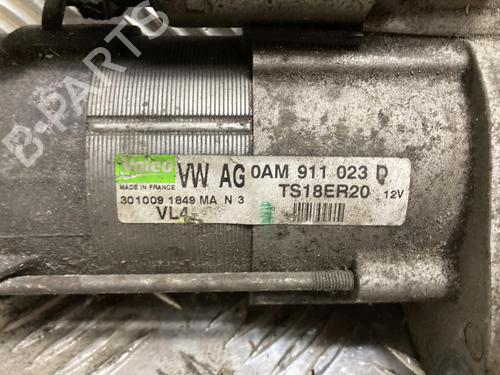 B-PARTS
Valeo
MADE IN FRANCE
VW AG 0AM 911 023 D
TS18ER20 12V
301009 1849 MA N 3
VL4